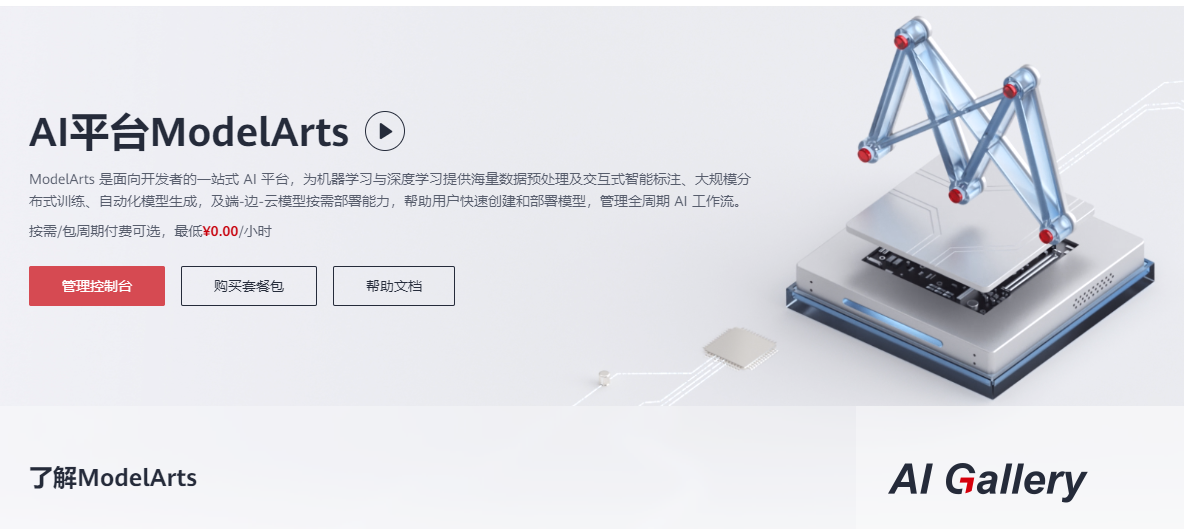 AI平台ModelArts
ModelArts 是面向开发者的一站式 AI 平台，为机器学习与深度学习提供海量数据预处理及交互式智能标注、大规模分
布式训练、自动化模型生成，及端-边-云模型按需部署能力，帮助用户快速创建和部署模型，管理全周期 AI 工作流。
按需/包周期付费可选，最低¥0.00/小时
管理控制台 购买套餐包 帮助文档
了解ModelArts
AI Gallery